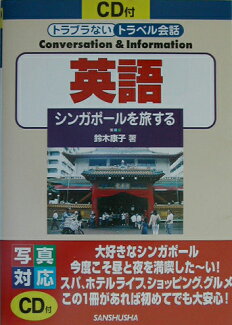 CD付
トラブらない トラベル会話
Conversation & Information
英語
シンガポールを旅する
鈴木康子 著
写真対応
CD付
大好きなシンガポール
今度こそ昼と夜を満喫した〜い!
スパ、ホテルライフ、ショッピング、グルメ
この1冊があれば初めてでも大安心!
SANSHUSHA